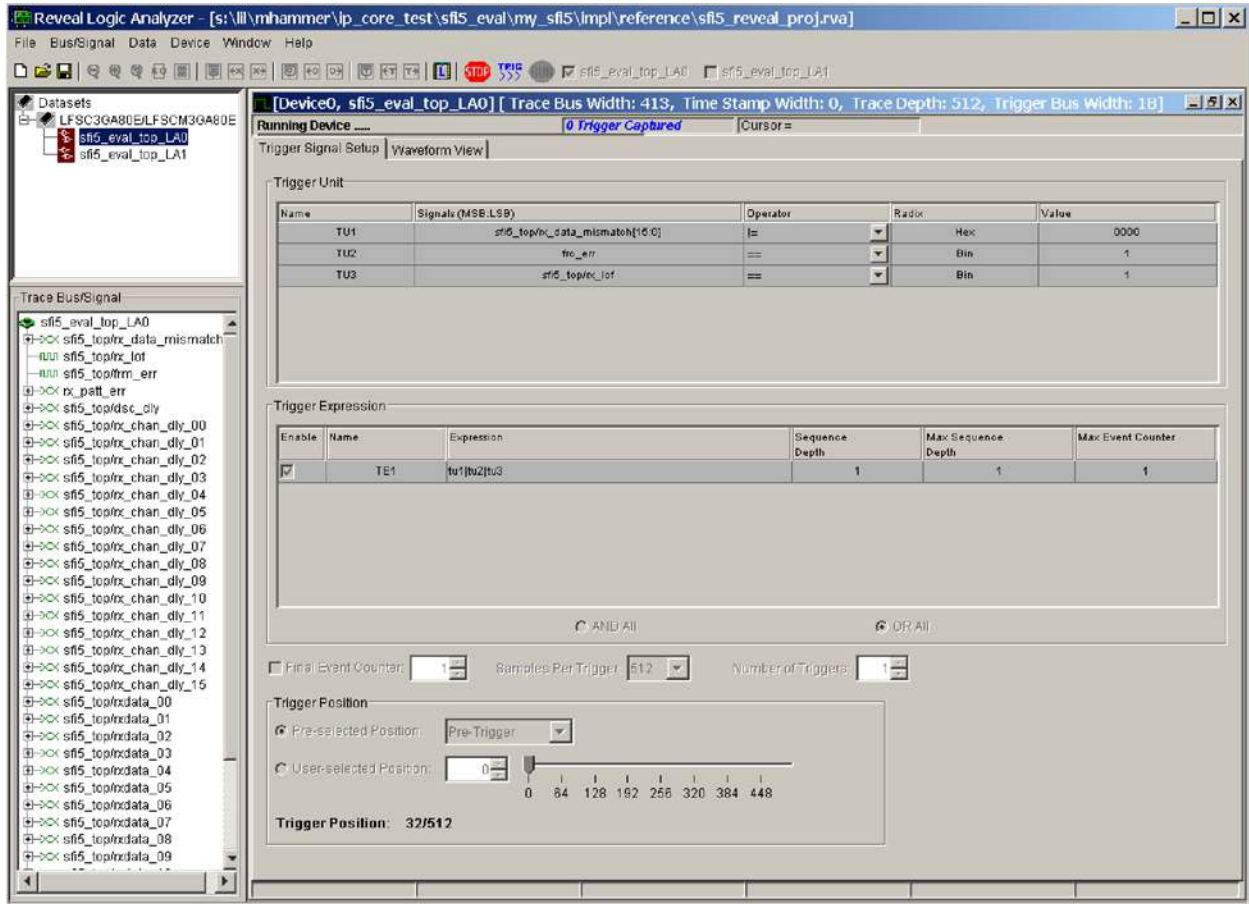 Reveal Logic Analyzer - [s:\lil\mhammer\ip_core_test\sfi5_eval\my_sfi5\impl\reference\sfi5_reveal_proj.rva]
File Bus/Signal Data Device Window Help
STOP TRIG sfi5_eval_top_LA0 sfi5_eval_top_LA1
Datasets
LFSC3GA80E/LFSCM3GA80E
sfi5_eval_top_LA0
sfi5_eval_top_LA1
[Device0, sfi5_eval_top_LA0] [ Trace Bus Width: 413, Time Stamp Width: 0, Trace Depth: 512, Trigger Bus Width: 18]
Running Device ..... 0 Trigger Captured Cursor =
Trigger Signal Setup Waveform View
Trigger Unit
Name Signals (MSB:LSB) Operator Radix Value
TU1 sfi5_top/rx_data_mismatch[15:0] != Hex 0000
TU2 fro_err == Bin 1
TU3 sfi5_top/rx_lof == Bin 1
Trace Bus/Signal
sfi5_eval_top_LA0
sfi5_top/rx_data_mismatch
sfi5_top/rx_lof
sfi5_top/frm_err
rx_patt_err
sfi5_top/dsc_dly
sfi5_top/rx_chan_dly_00
sfi5_top/rx_chan_dly_01
sfi5_top/rx_chan_dly_02
sfi5_top/rx_chan_dly_03
sfi5_top/rx_chan_dly_04
sfi5_top/rx_chan_dly_05
sfi5_top/rx_chan_dly_06
sfi5_top/rx_chan_dly_07
sfi5_top/rx_chan_dly_08
sfi5_top/rx_chan_dly_09
sfi5_top/rx_chan_dly_10
sfi5_top/rx_chan_dly_11
sfi5_top/rx_chan_dly_12
sfi5_top/rx_chan_dly_13
sfi5_top/rx_chan_dly_14
sfi5_top/rx_chan_dly_15
sfi5_top/rxdata_00
sfi5_top/rxdata_01
sfi5_top/rxdata_02
sfi5_top/rxdata_03
sfi5_top/rxdata_04
sfi5_top/rxdata_05
sfi5_top/rxdata_06
sfi5_top/rxdata_07
sfi5_top/rxdata_08
sfi5_top/rxdata_09
Trigger Expression
Enable Name Expression Sequence Depth Max Sequence Depth Max Event Counter
TE1 tu1|tu2|tu3 1 1 1
AND All OR All
Final Event Counter: 1 Samples Per Trigger 512 Number of Triggers 1
Trigger Position
Pre-selected Position: Pre-Trigger
User-selected Position: 0
0 64 128 192 256 320 384 448
Trigger Position: 32/512